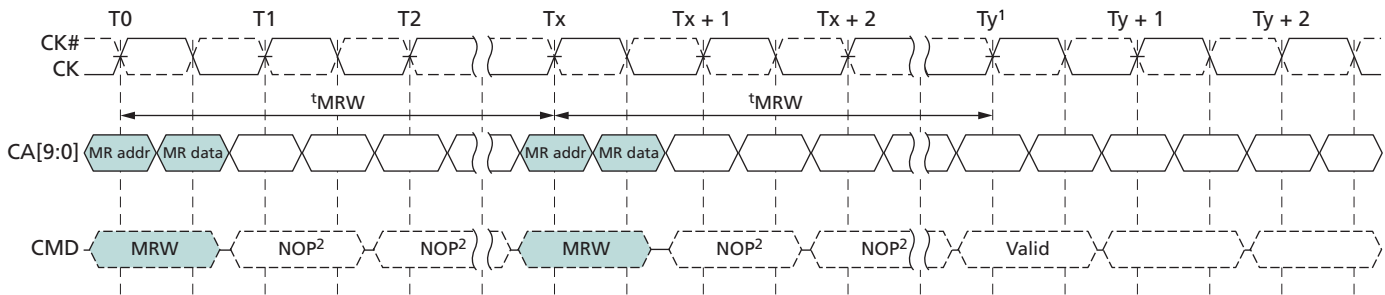 T0 T1 T2 Tx Tx + 1 Tx + 2 Ty¹ Ty + 1 Ty + 2
CK#
CK
ᵗMRW ᵗMRW
CA[9:0] MR addr MR data MR addr MR data
CMD MRW NOP² NOP² MRW NOP² NOP² Valid